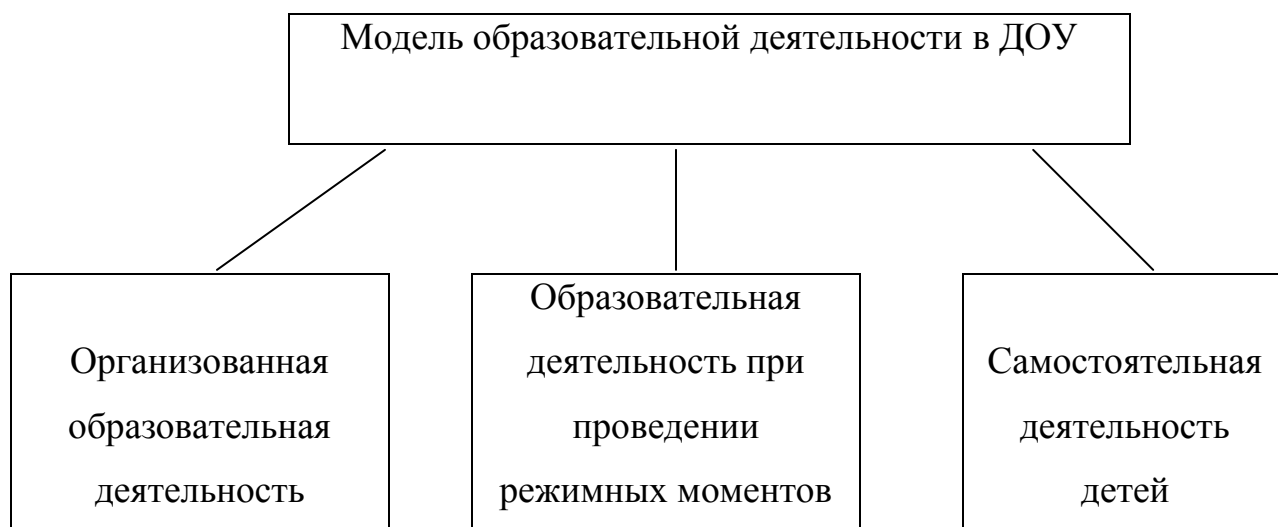 Модель образовательной деятельности в ДОУ
Организованная
образовательная
деятельность
Образовательная
деятельность при
проведении
режимных моментов
Самостоятельная
деятельность
детей